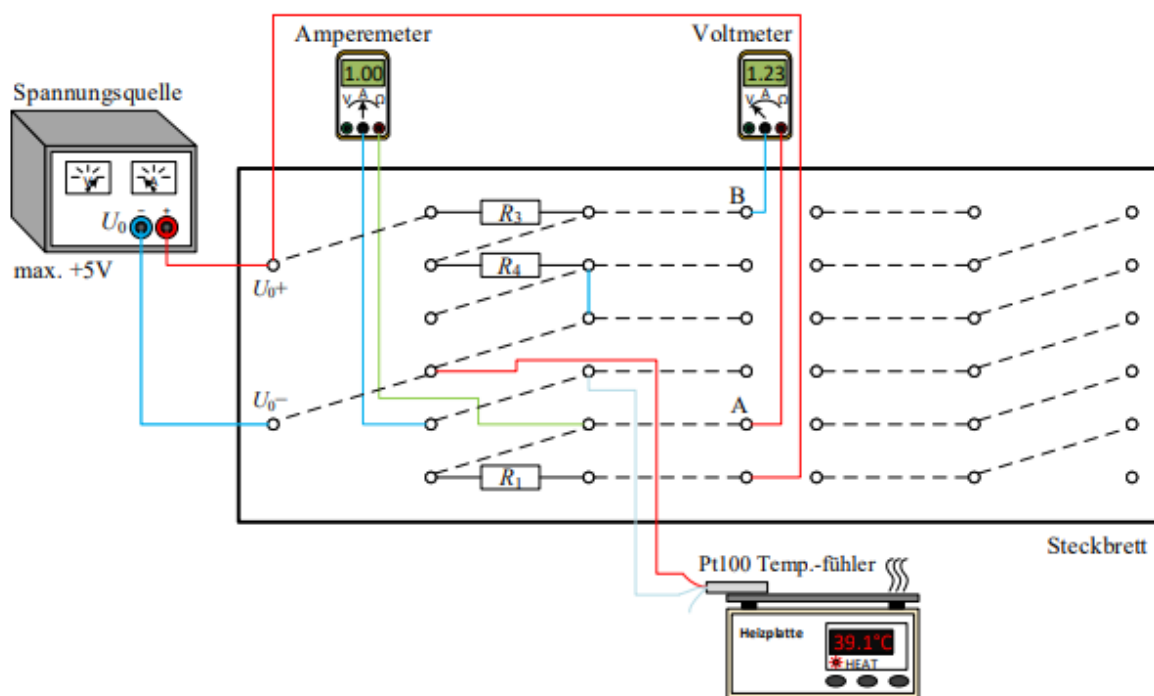 Amperemeter
Voltmeter
1.00
1.23
V A Ω
V A Ω
Spannungsquelle
V A
U0 − +
max. +5V
R3
B
U0+
R4
U0−
A
R1
Steckbrett
Pt100 Temp.-fühler
Heizplatte
39.1°C
HEAT